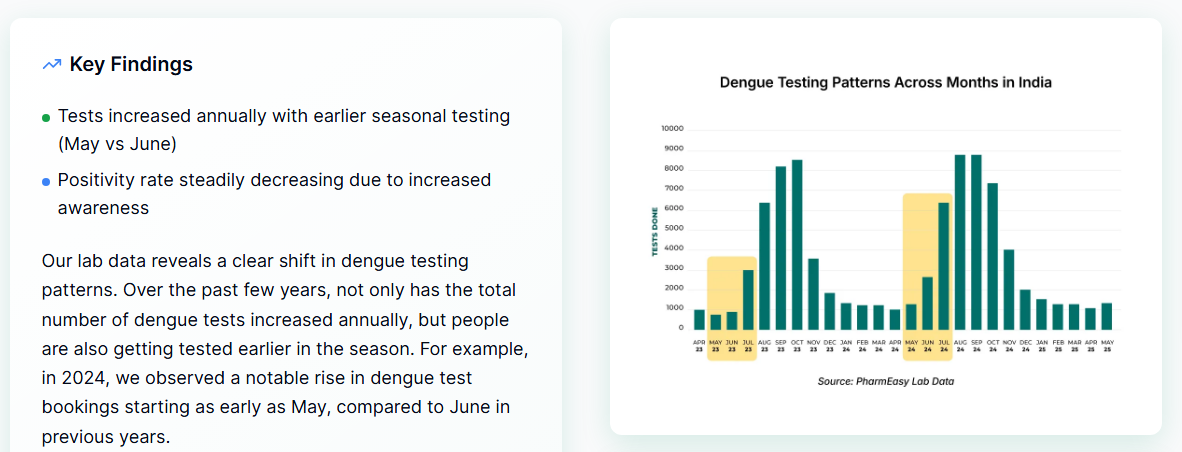 Key Findings
Tests increased annually with earlier seasonal testing
(May vs June)
Positivity rate steadily decreasing due to increased
awareness
Our lab data reveals a clear shift in dengue testing
patterns. Over the past few years, not only has the total
number of dengue tests increased annually, but people
are also getting tested earlier in the season. For example,
in 2024, we observed a notable rise in dengue test
bookings starting as early as May, compared to June in
previous years.
Dengue Testing Patterns Across Months in India
TESTS DONE
10000
9000
8000
7000
6000
5000
4000
3000
2000
1000
0
APR MAY JUN JUL AUG SEP OCT NOV DEC JAN FEB MAR APR MAY JUN JUL AUG SEP OCT NOV DEC JAN FEB MAR APR MAY
23 23 23 23 23 23 23 23 23 24 24 24 24 24 24 24 24 24 24 24 24 25 25 25 25 25
Source: PharmEasy Lab Data